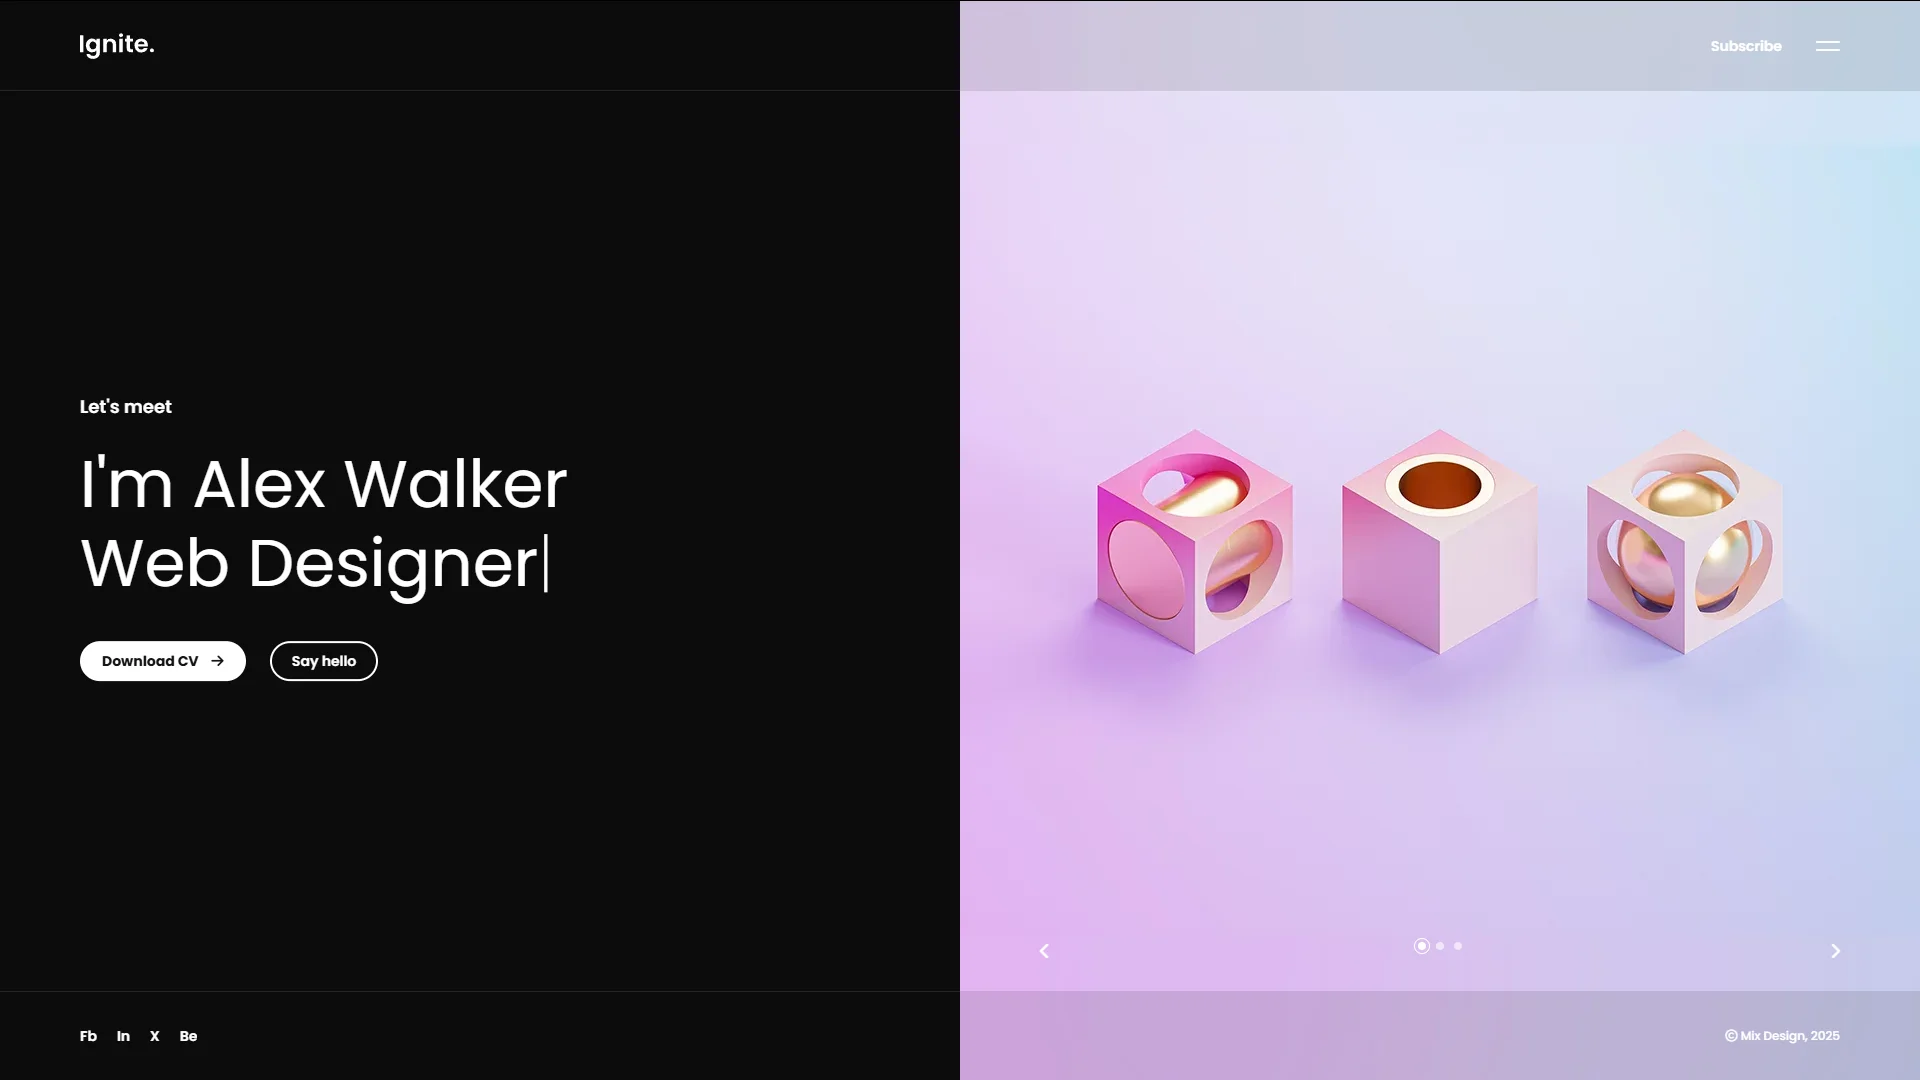 Ignite.
Subscribe
Let's meet
I'm Alex Walker
Web Designer|
Download CV →
Say hello
Fb In X Be
© Mix Design, 2025